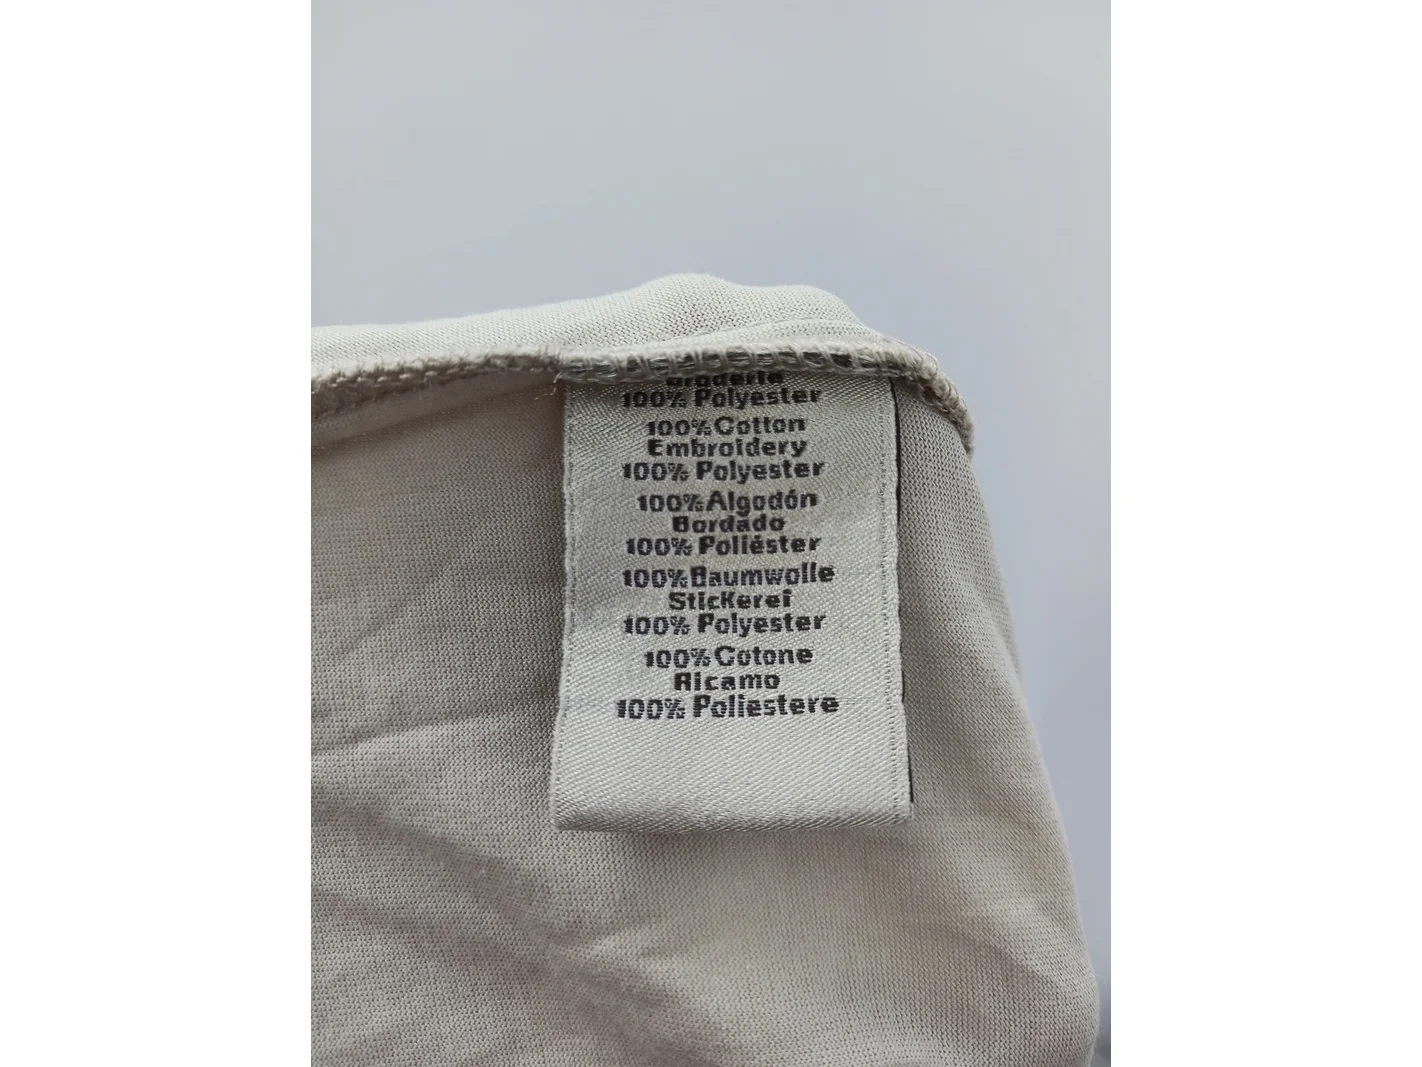 Broderie
100% Polyester
100% Cotton
Embroidery
100% Polyester
100% Algodón
Bordado
100% Poliéster
100% Baumwolle
Stickerei
100% Polyester
100% Cotone
Ricamo
100% Poliestere